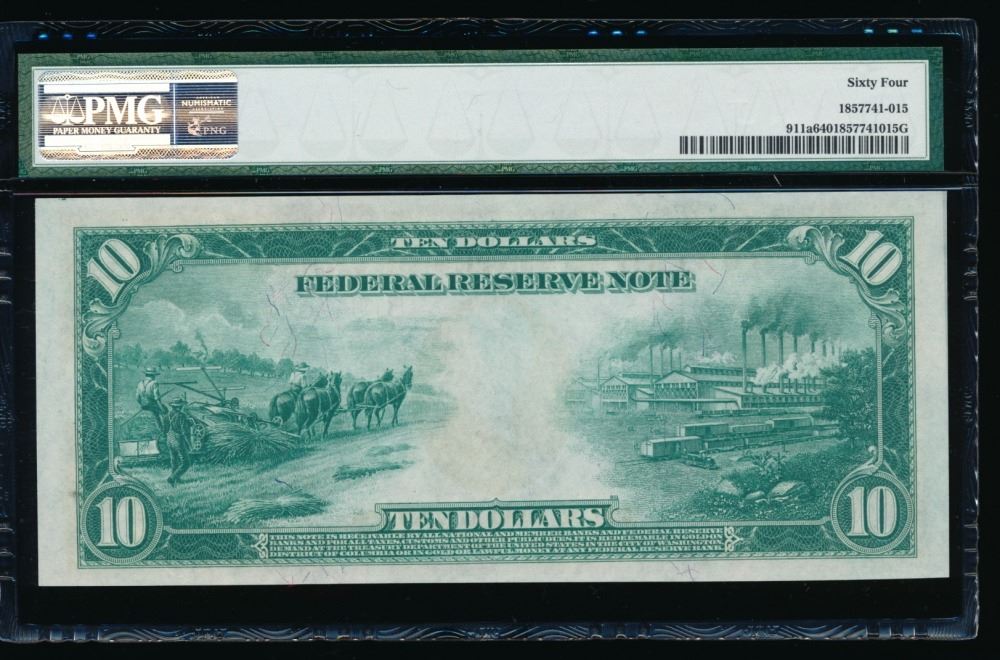 PMG
PAPER MONEY GUARANTY
NUMISMATIC
PNG
Sixty Four
1857741-015
911a6401857741015G
10
TEN DOLLARS
10
FEDERAL RESERVE NOTE
10
TEN DOLLARS
10
THIS NOTE IS RECEIVABLE BY ALL NATIONAL AND MEMBER BANKS AND FEDERAL RESERVE
BANKS AND FOR ALL TAXES, CUSTOMS AND OTHER PUBLIC DUES. IT IS REDEEMABLE IN GOLD ON
DEMAND AT THE TREASURY DEPARTMENT OF THE UNITED STATES IN THE CITY OF WASHINGTON,
DISTRICT OF COLUMBIA OR IN GOLD OR LAWFUL MONEY AT ANY FEDERAL RESERVE BANK.